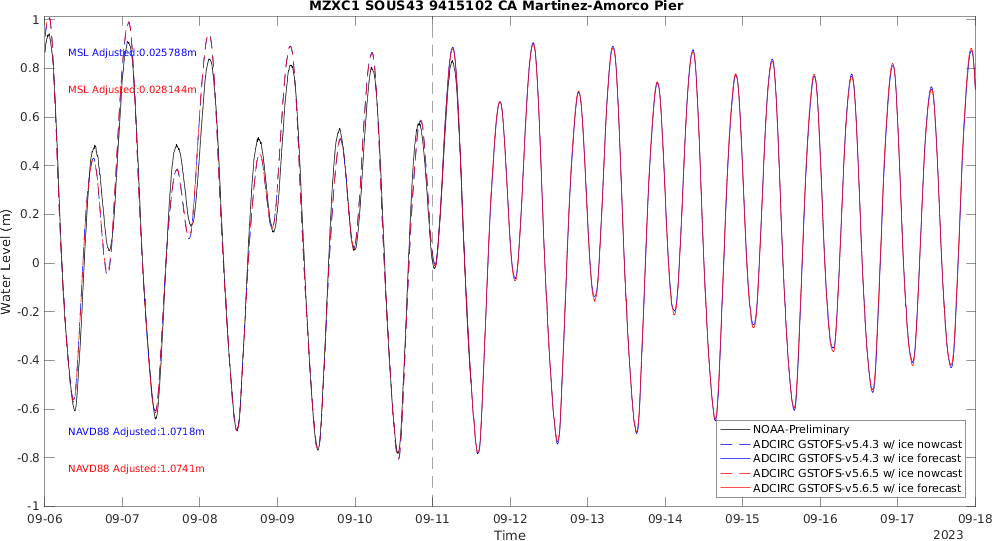 MZXC1 SOUS43 9415102 CA Martinez-Amorco Pier
1
0.8
0.6
0.4
0.2
0
-0.2
-0.4
-0.6
-0.8
-1
Water Level (m)
MSL Adjusted:0.025788m
MSL Adjusted:0.028144m
NAVD88 Adjusted:1.0718m
NAVD88 Adjusted:1.0741m
NOAA-Preliminary
ADCIRC GSTOFS-v5.4.3 w/ ice nowcast
ADCIRC GSTOFS-v5.4.3 w/ ice forecast
ADCIRC GSTOFS-v5.6.5 w/ ice nowcast
ADCIRC GSTOFS-v5.6.5 w/ ice forecast
09-06 09-07 09-08 09-09 09-10 09-11 09-12 09-13 09-14 09-15 09-16 09-17 09-18
Time
2023